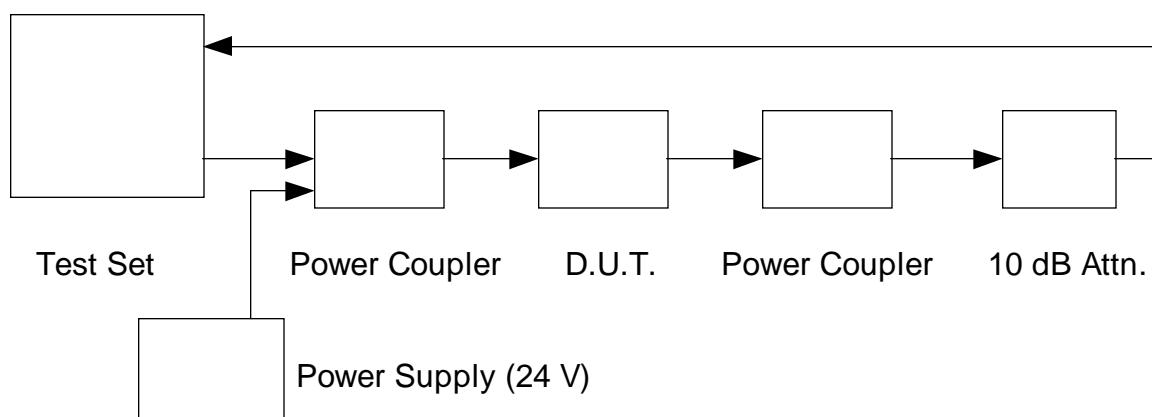 Test Set
Power Coupler
D.U.T.
Power Coupler
10 dB Attn.
Power Supply (24 V)